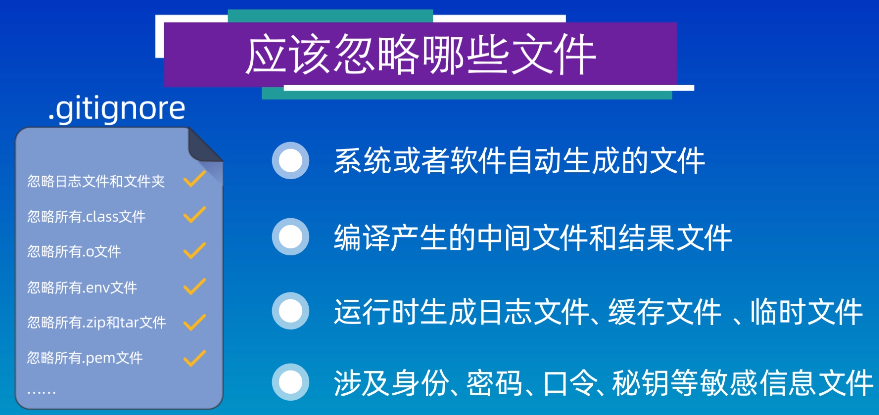 应该忽略哪些文件
.gitignore
忽略日志文件和文件夹
忽略所有.class文件
忽略所有.o文件
忽略所有.env文件
忽略所有.zip和tar文件
忽略所有.pem文件
……
系统或者软件自动生成的文件
编译产生的中间文件和结果文件
运行时生成日志文件、缓存文件 、临时文件
涉及身份、密码、口令、秘钥等敏感信息文件